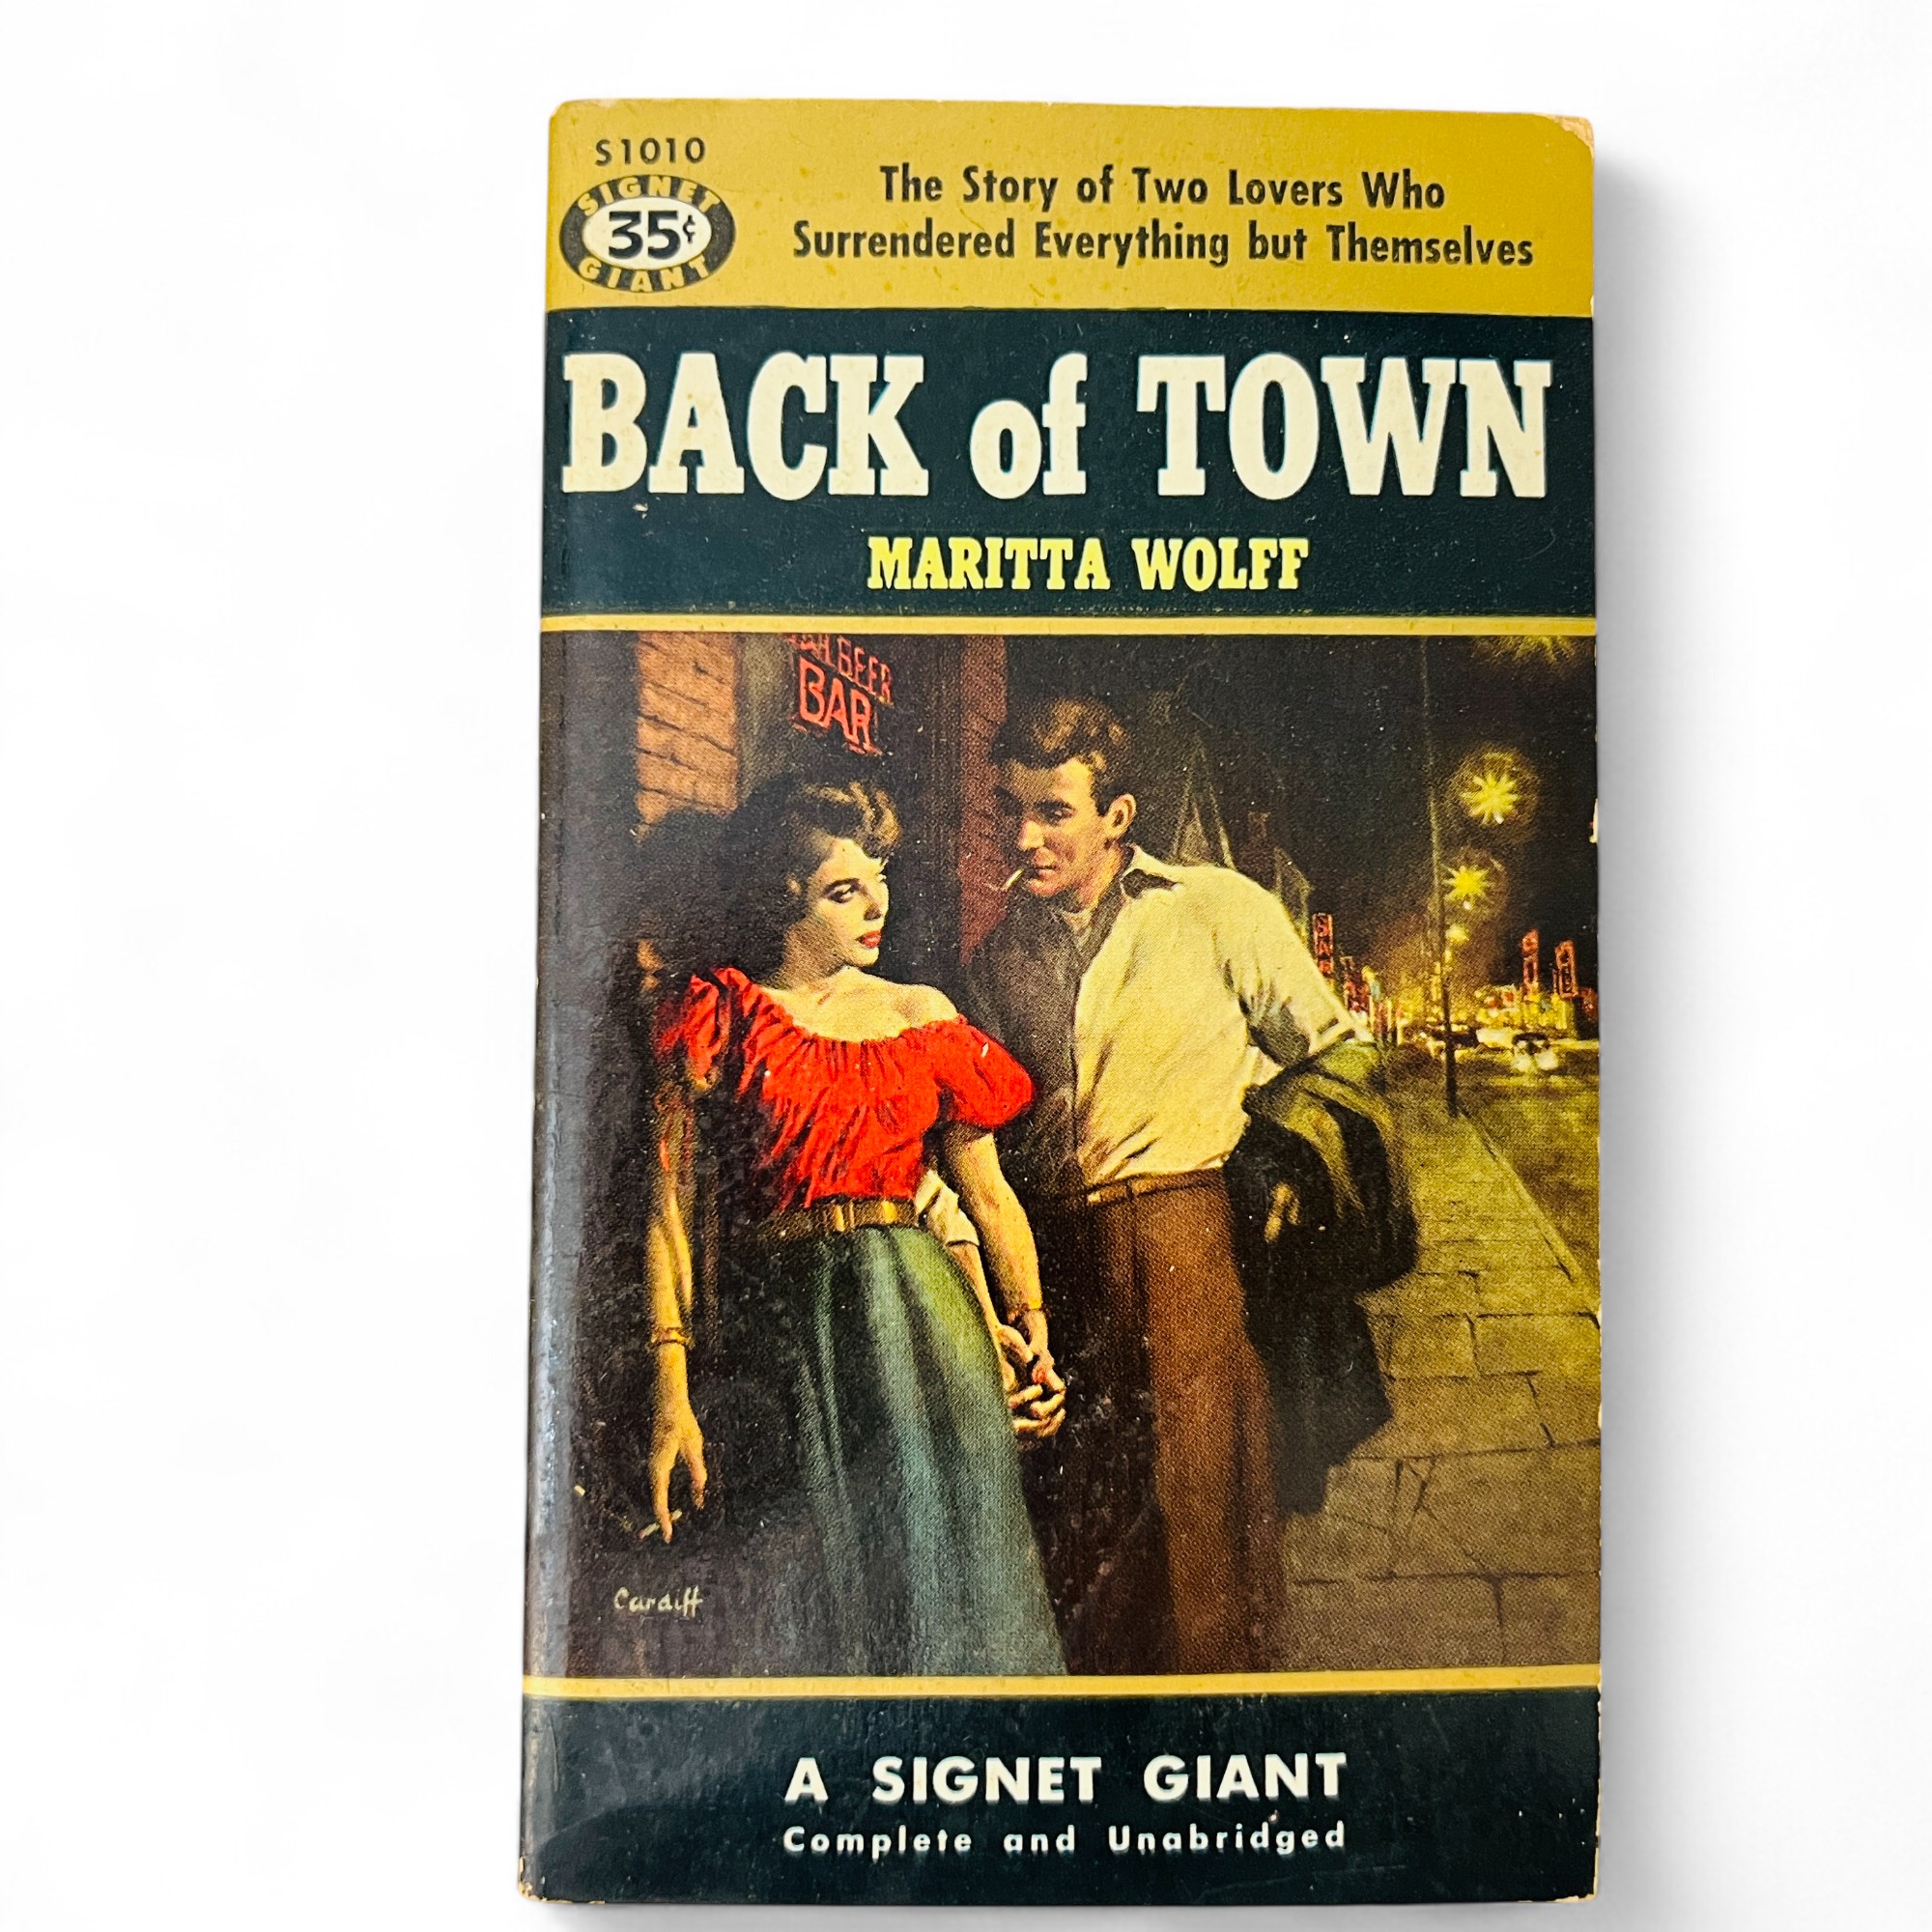 S1010
SIGNET
35¢
GIANT
The Story of Two Lovers Who
Surrendered Everything but Themselves
BACK of TOWN
MARITTA WOLFF
BEER
BAR
BAR
Cardiff
A SIGNET GIANT
Complete and Unabridged